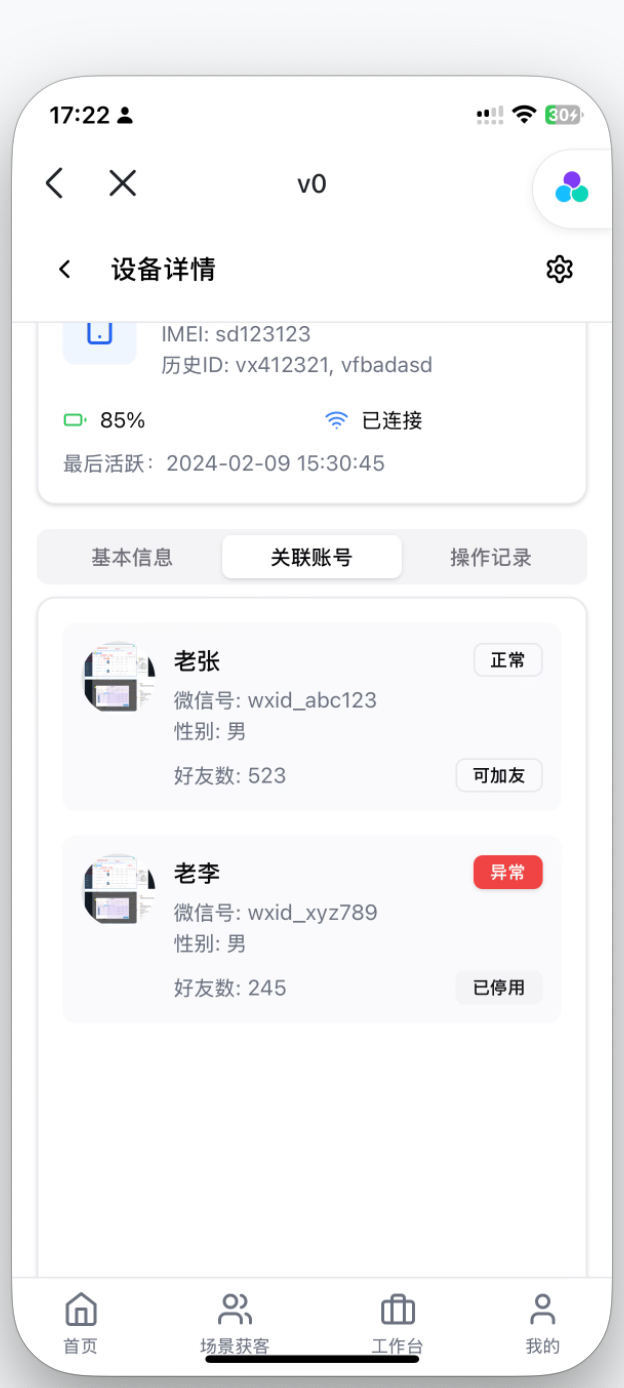 17:22
30
v0
设备详情
IMEI: sd123123
历史ID: vx412321, vfbadasd
85%
已连接
最后活跃：2024-02-09 15:30:45
基本信息 关联账号 操作记录
老张 正常
微信号: wxid_abc123
性别: 男
好友数: 523 可加友
老李 异常
微信号: wxid_xyz789
性别: 男
好友数: 245 已停用
首页 场景获客 工作台 我的